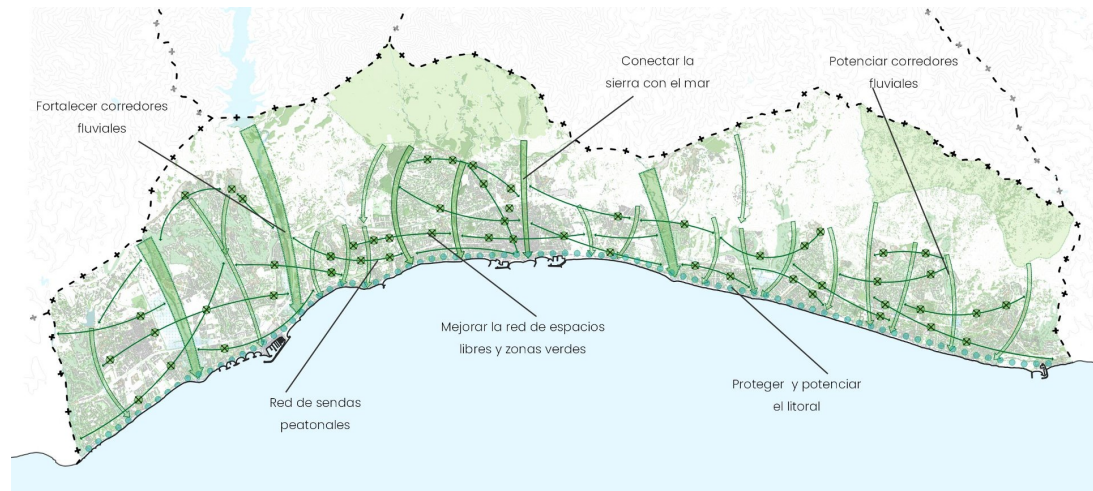 Conectar la
sierra con el mar
Potenciar corredores
fluviales
Fortalecer corredores
fluviales
Mejorar la red de espacios
libres y zonas verdes
Proteger y potenciar
el litoral
Red de sendas
peatonales